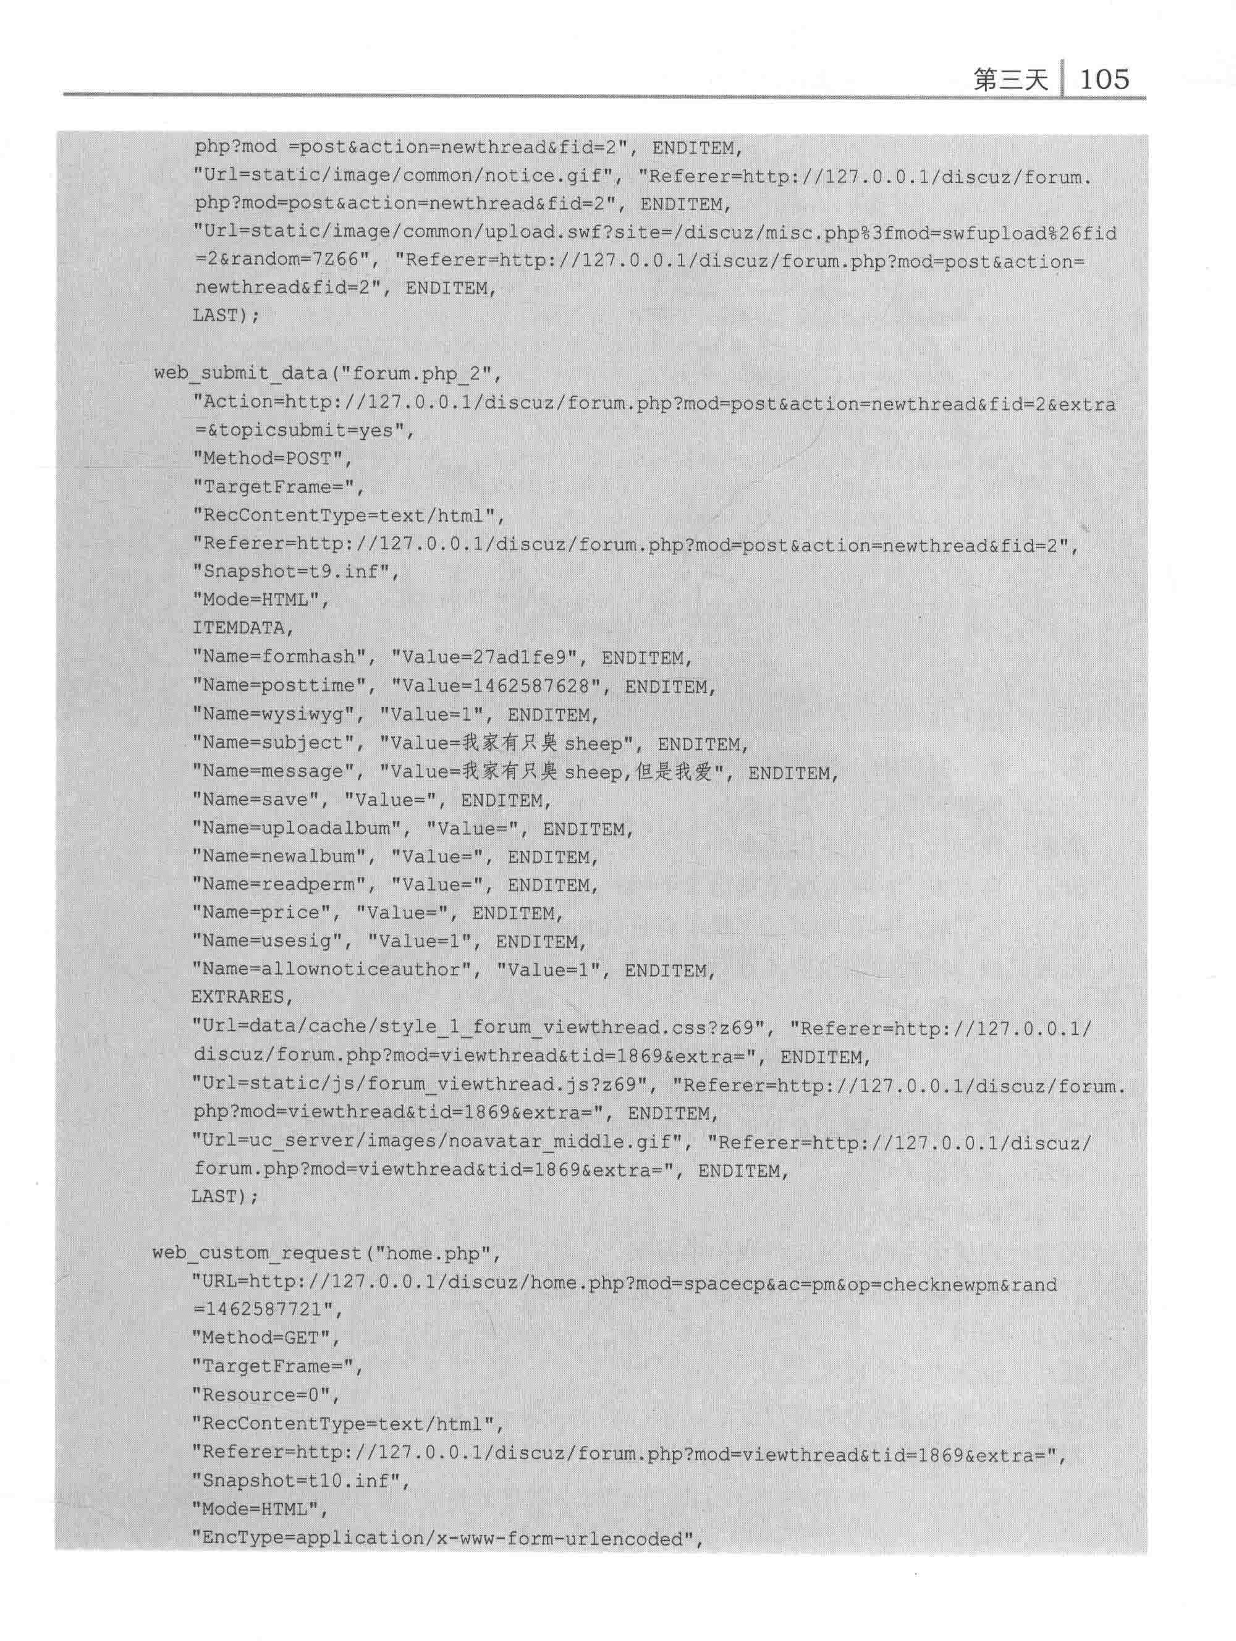 第三天 105
php?mod =post&action=newthread&fid=2", ENDITEM,
"Url=static/image/common/notice.gif", "Referer=http://127.0.0.1/discuz/forum.
php?mod=post&action=newthread&fid=2", ENDITEM,
"Url=static/image/common/upload.swf?site=/discuz/misc.php%3fmod=swfupload%26fid
=2&random=7Z66", "Referer=http://127.0.0.1/discuz/forum.php?mod=post&action=
newthread&fid=2", ENDITEM,
LAST);
web_submit_data("forum.php_2",
"Action=http://127.0.0.1/discuz/forum.php?mod=post&action=newthread&fid=2&extra
=&topicsubmit=yes",
"Method=POST",
"TargetFrame=",
"RecContentType=text/html",
"Referer=http://127.0.0.1/discuz/forum.php?mod=post&action=newthread&fid=2",
"Snapshot=t9.inf",
"Mode=HTML",
ITEMDATA,
"Name=formhash", "Value=27ad1fe9", ENDITEM,
"Name=posttime", "Value=1462587628", ENDITEM,
"Name=wysiwyg", "Value=1", ENDITEM,
"Name=subject", "Value=我家有只臭 sheep", ENDITEM,
"Name=message", "Value=我家有只臭 sheep,但是我爱", ENDITEM,
"Name=save", "Value=", ENDITEM,
"Name=uploadalbum", "Value=", ENDITEM,
"Name=newalbum", "Value=", ENDITEM,
"Name=readperm", "Value=", ENDITEM,
"Name=price", "Value=", ENDITEM,
"Name=usesig", "Value=1", ENDITEM,
"Name=allownoticeauthor", "Value=1", ENDITEM,
EXTRARES,
"Url=data/cache/style_1_forum_viewthread.css?z69", "Referer=http://127.0.0.1/
discuz/forum.php?mod=viewthread&tid=1869&extra=", ENDITEM,
"Url=static/js/forum_viewthread.js?z69", "Referer=http://127.0.0.1/discuz/forum.
php?mod=viewthread&tid=1869&extra=", ENDITEM,
"Url=uc_server/images/noavatar_middle.gif", "Referer=http://127.0.0.1/discuz/
forum.php?mod=viewthread&tid=1869&extra=", ENDITEM,
LAST);
web_custom_request("home.php",
"URL=http://127.0.0.1/discuz/home.php?mod=spacecp&ac=pm&op=checknewpm&rand
=1462587721",
"Method=GET",
"TargetFrame=",
"Resource=0",
"RecContentType=text/html",
"Referer=http://127.0.0.1/discuz/forum.php?mod=viewthread&tid=1869&extra=",
"Snapshot=t10.inf",
"Mode=HTML",
"EncType=application/x-www-form-urlencoded",